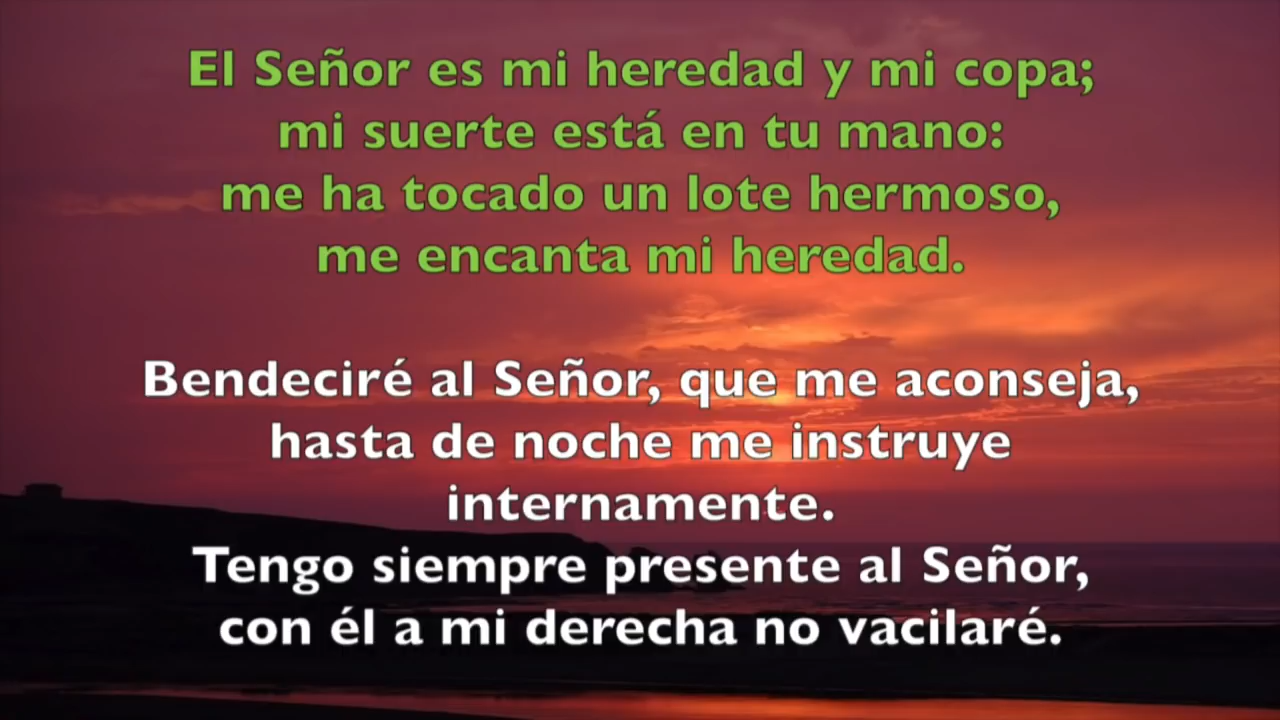 El Señor es mi heredad y mi copa;
mi suerte está en tu mano:
me ha tocado un lote hermoso,
me encanta mi heredad.
Bendeciré al Señor, que me aconseja,
hasta de noche me instruye
internamente.
Tengo siempre presente al Señor,
con él a mi derecha no vacilaré.